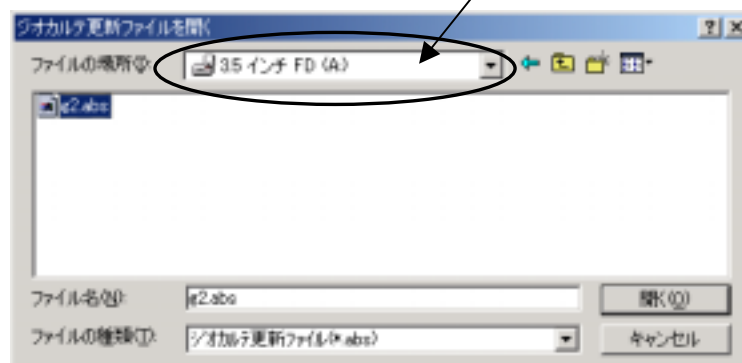 ジオカルテ更新ファイルを開く
ファイルの場所(I):
3.5 インチ FD (A:)
g2.abs
ファイル名(N):
g2.abs
開く(O)
ファイルの種類(T):
ジオカルテ更新ファイル(*.abs)
キャンセル